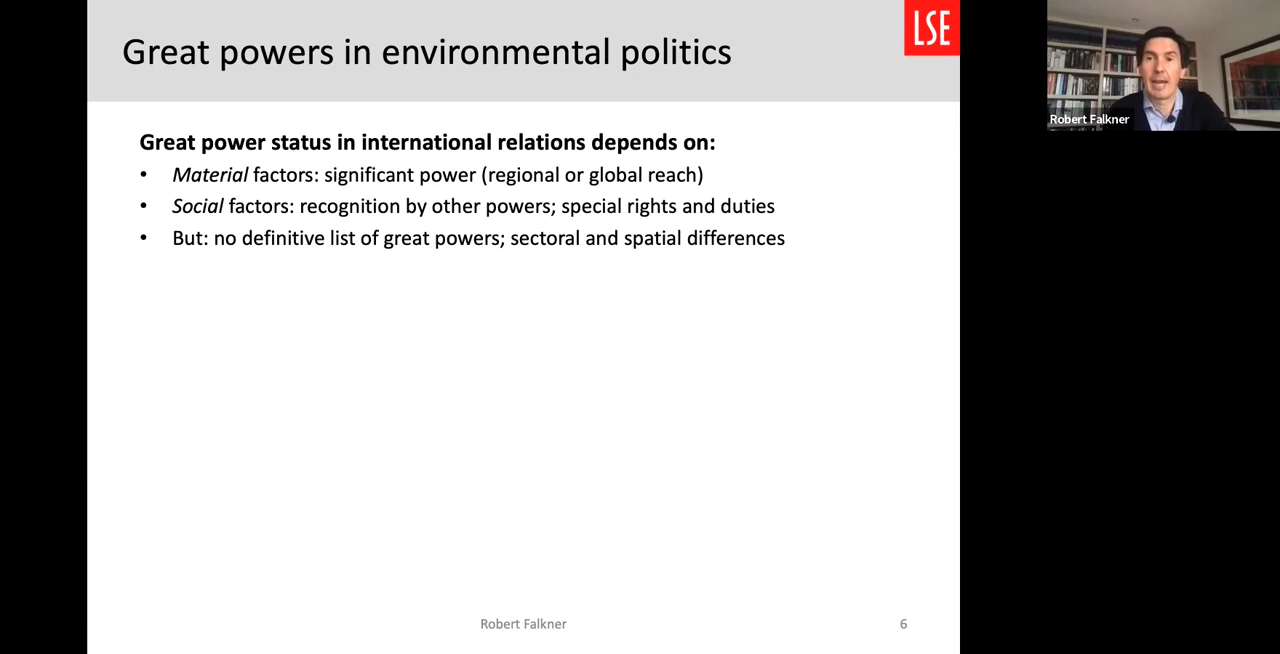 Great powers in environmental politics
LSE
Robert Falkner
Great power status in international relations depends on:
• Material factors: significant power (regional or global reach)
• Social factors: recognition by other powers; special rights and duties
• But: no definitive list of great powers; sectoral and spatial differences
Robert Falkner
6